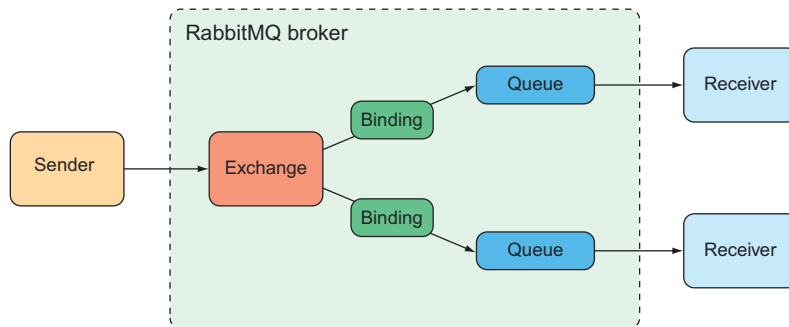 RabbitMQ broker
Queue
Receiver
Binding
Sender
Exchange
Binding
Queue
Receiver